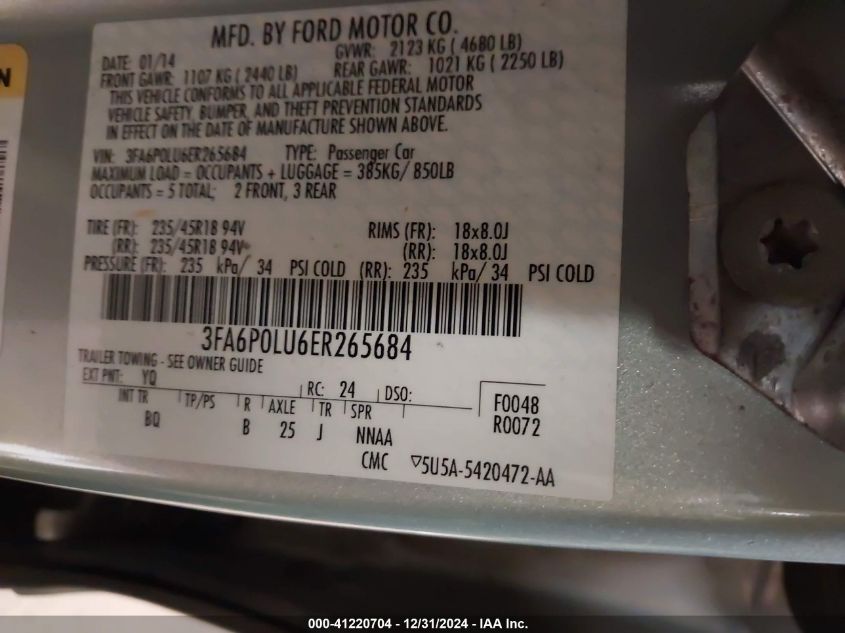 N
MFD. BY FORD MOTOR CO.
DATE: 01/14 GVWR: 2123 KG ( 4680 LB)
FRONT GAWR: 1107 KG ( 2440 LB) REAR GAWR: 1021 KG ( 2250 LB)
THIS VEHICLE CONFORMS TO ALL APPLICABLE FEDERAL MOTOR
VEHICLE SAFETY, BUMPER, AND THEFT PREVENTION STANDARDS
IN EFFECT ON THE DATE OF MANUFACTURE SHOWN ABOVE.
VIN: 3FA6P0LU6ER265684 TYPE: Passenger Car
MAXIMUM LOAD = OCCUPANTS + LUGGAGE = 385KG/ 850LB
OCCUPANTS = 5 TOTAL; 2 FRONT, 3 REAR
TIRE (FR): 235/45R18 94V RIMS (FR): 18x8.0J
(RR): 235/45R18 94V (RR): 18x8.0J
PRESSURE (FR): 235 kPa/ 34 PSI COLD (RR): 235 kPa/ 34 PSI COLD
3FA6P0LU6ER265684
TRAILER TOWING - SEE OWNER GUIDE
EXT PNT: YQ RC: 24 DSO: F0048
INT TR TP/PS R AXLE TR SPR R0072
BQ B 25 J NNAA
CMC ▽5U5A-5420472-AA
000-41220704 - 12/31/2024 - IAA Inc.